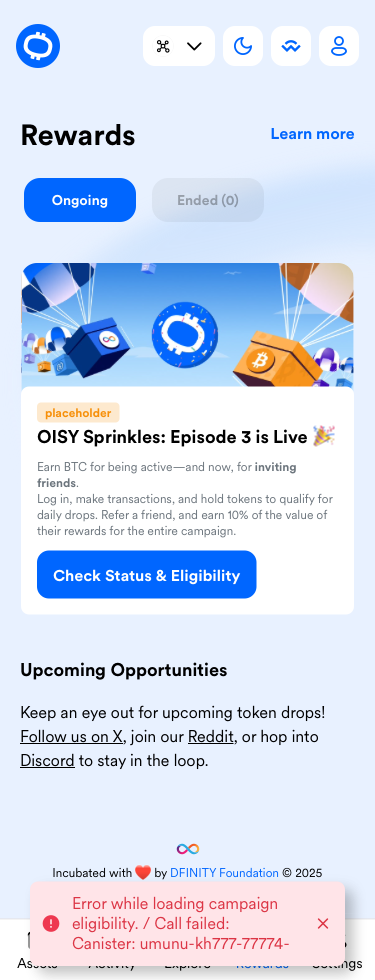 Rewards
Learn more
Ongoing
Ended (0)
placeholder
OISY Sprinkles: Episode 3 is Live 🎉
Earn BTC for being active—and now, for inviting
friends.
Log in, make transactions, and hold tokens to qualify for
daily drops. Refer a friend, and earn 10% of the value of
their rewards for the entire campaign.
Check Status & Eligibility
Upcoming Opportunities
Keep an eye out for upcoming token drops!
Follow us on X, join our Reddit, or hop into
Discord to stay in the loop.
Incubated with ❤️ by DFINITY Foundation © 2025
Error while loading campaign
eligibility. / Call failed:
Canister: umunu-kh777-77774-
Assets Activity Explore Rewards Settings